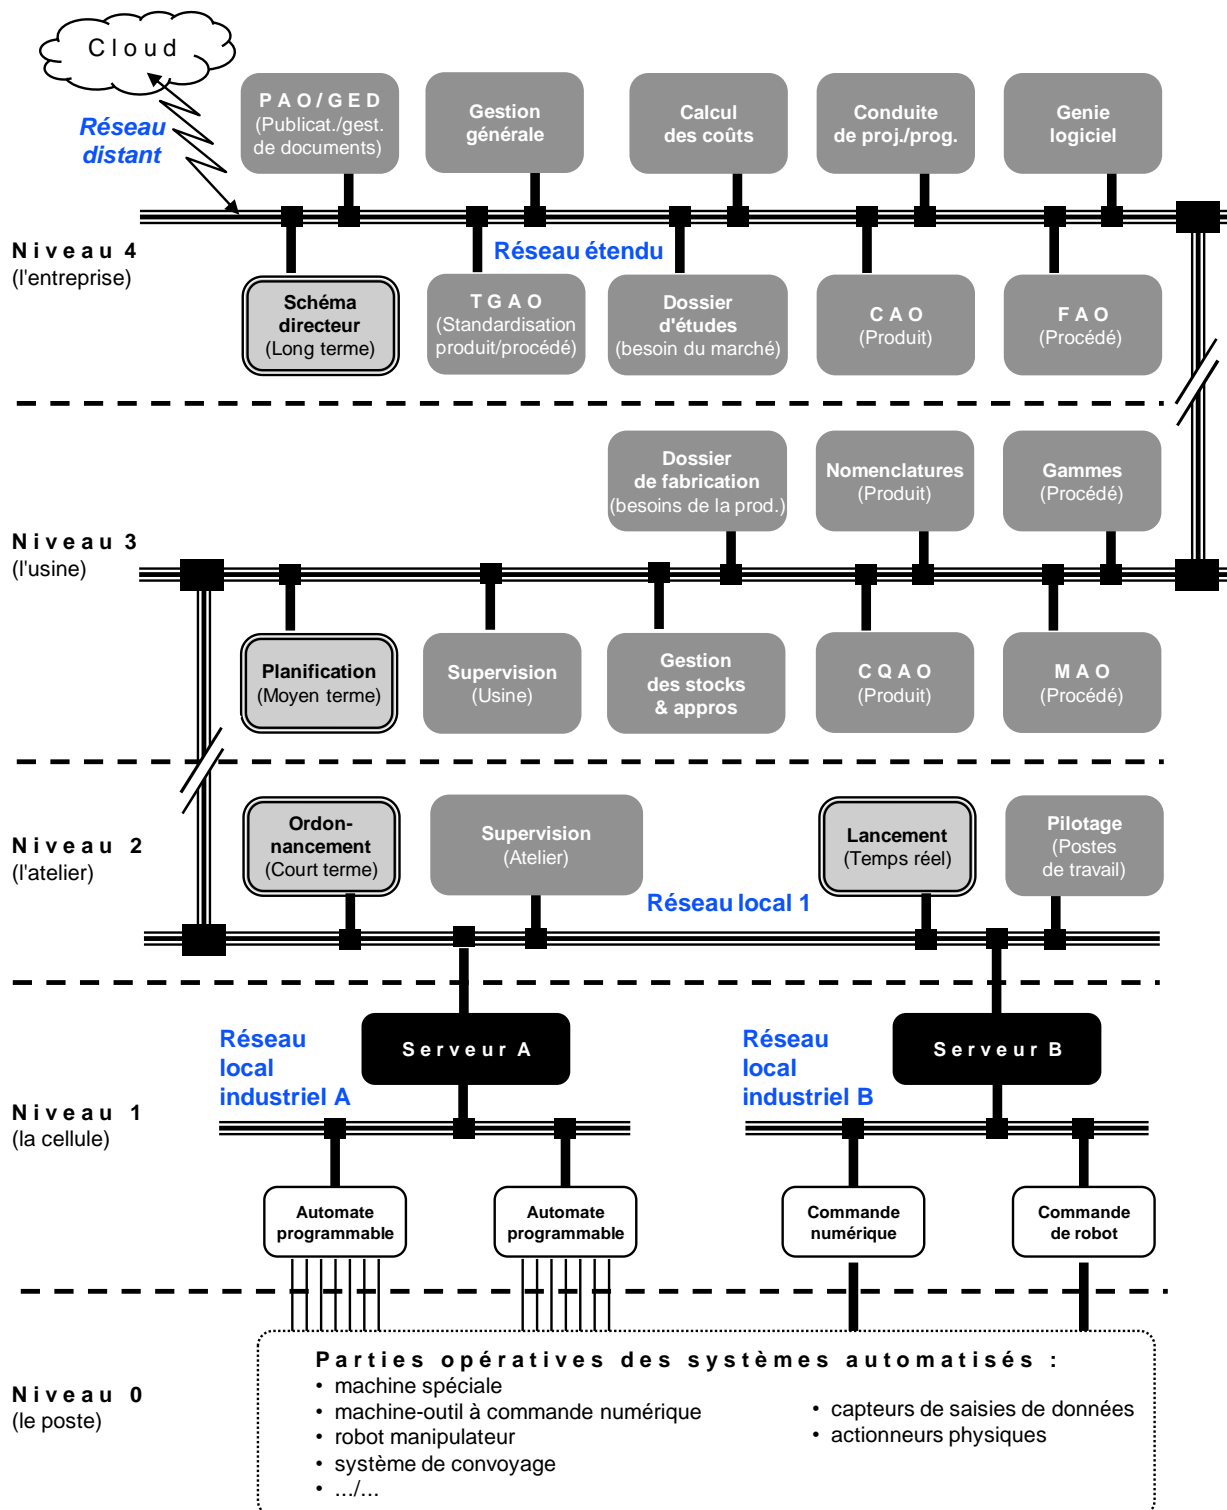 Cloud
Réseau
distant
PAO/GED
(Publicat./gest.
de documents)
Gestion
générale
Calcul
des coûts
Conduite
de proj./prog.
Genie
logiciel
Niveau 4
(l'entreprise)
Réseau étendu
Schéma
directeur
(Long terme)
TGAO
(Standardisation
produit/procédé)
Dossier
d'études
(besoin du marché)
CAO
(Produit)
FAO
(Procédé)
Dossier
de fabrication
(besoins de la prod.)
Nomenclatures
(Produit)
Gammes
(Procédé)
Niveau 3
(l'usine)
Planification
(Moyen terme)
Supervision
(Usine)
Gestion
des stocks
& appros
CQAO
(Produit)
MAO
(Procédé)
Niveau 2
(l'atelier)
Ordon-
nancement
(Court terme)
Supervision
(Atelier)
Lancement
(Temps réel)
Pilotage
(Postes
de travail)
Réseau local 1
Réseau
local
industriel A
Serveur A
Réseau
local
industriel B
Serveur B
Niveau 1
(la cellule)
Automate
programmable
Automate
programmable
Commande
numérique
Commande
de robot
Niveau 0
(le poste)
Parties opératives des systèmes automatisés :
• machine spéciale
• machine-outil à commande numérique
• robot manipulateur
• système de convoyage
• .../...
• capteurs de saisies de données
• actionneurs physiques